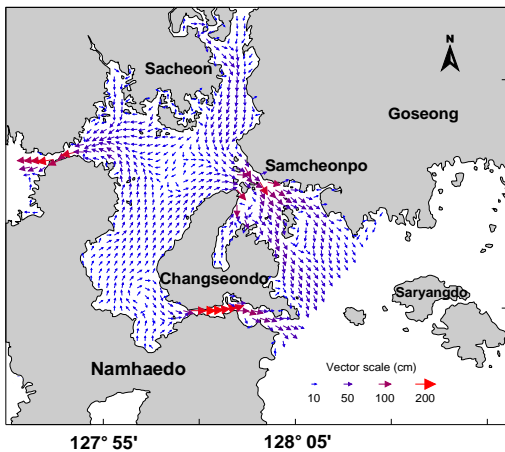 N
Sacheon
Goseong
Samcheonpo
Changseondo
Saryangdo
Namhaedo
Vector scale (cm)
10 50 100 200
127° 55' 128° 05'